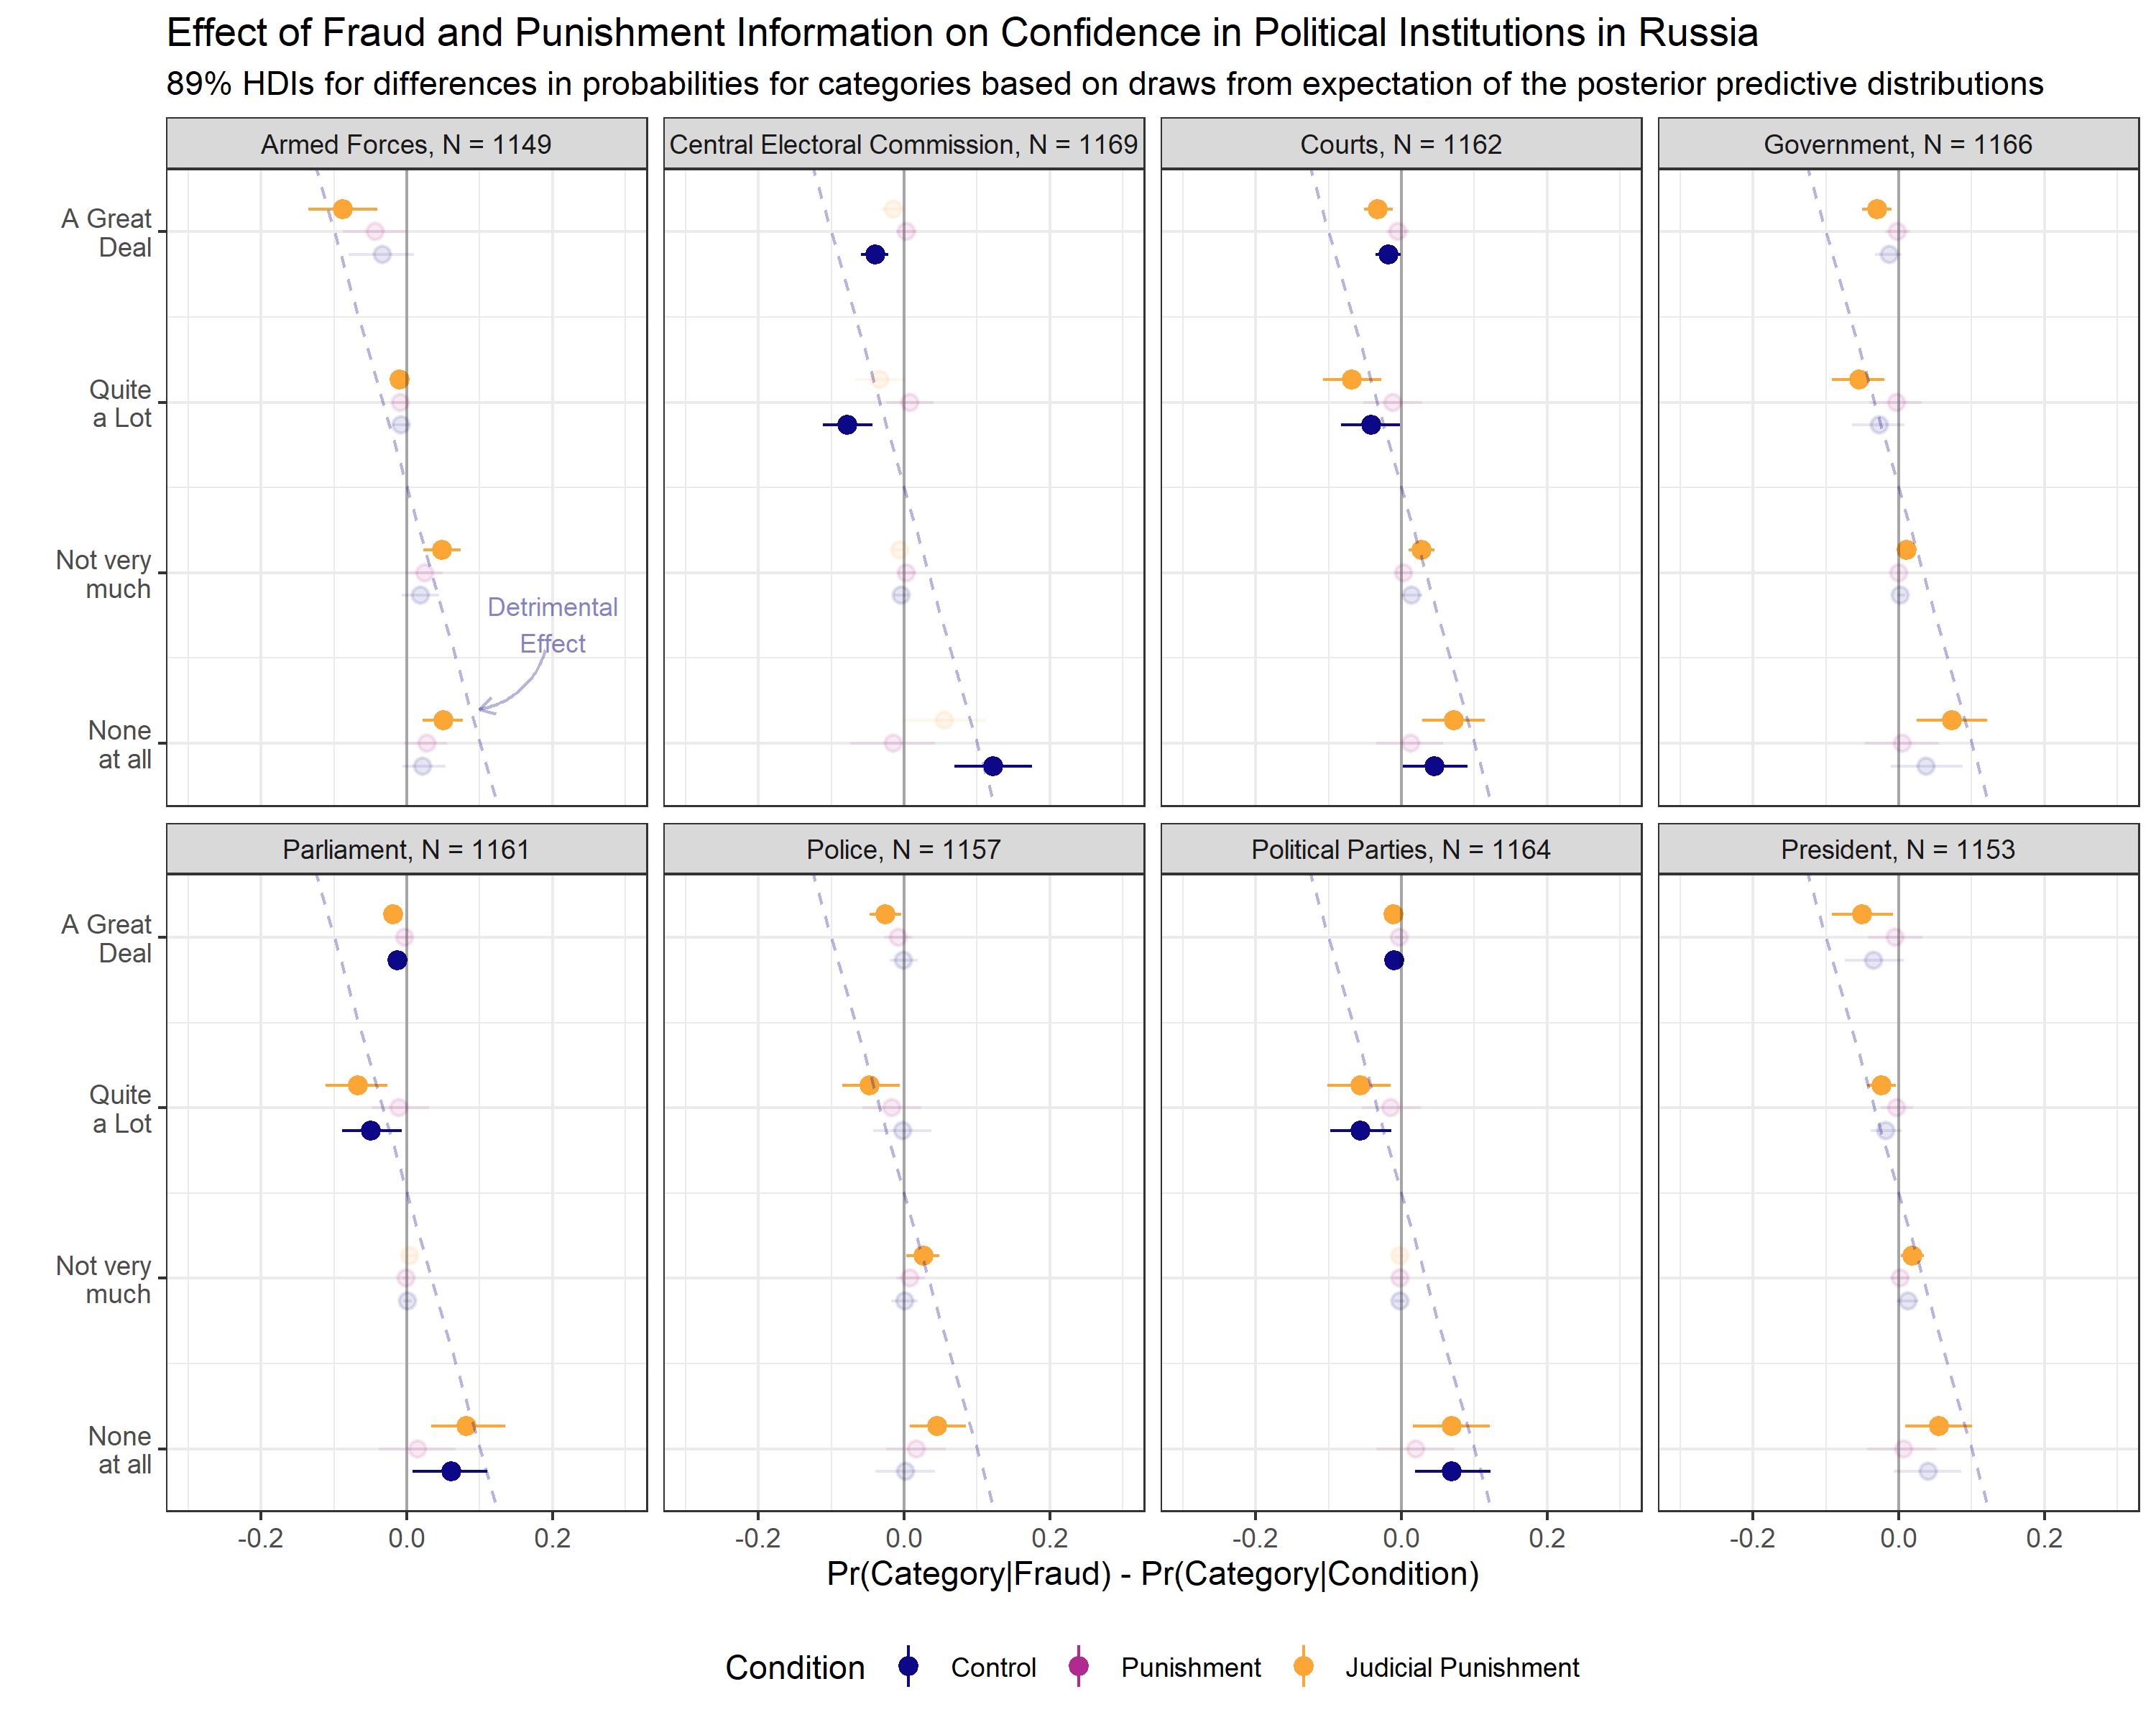 Effect of Fraud and Punishment Information on Confidence in Political Institutions in Russia
89% HDIs for differences in probabilities for categories based on draws from expectation of the posterior predictive distributions
Armed Forces, N = 1149
Central Electoral Commission, N = 1169
Courts, N = 1162
Government, N = 1166
A Great
Deal
Quite
a Lot
Not very
much
None
at all
Detrimental
Effect
Parliament, N = 1161
Police, N = 1157
Political Parties, N = 1164
President, N = 1153
A Great
Deal
Quite
a Lot
Not very
much
None
at all
-0.2 0.0 0.2
-0.2 0.0 0.2
-0.2 0.0 0.2
-0.2 0.0 0.2
Pr(Category|Fraud) - Pr(Category|Condition)
Condition Control Punishment Judicial Punishment